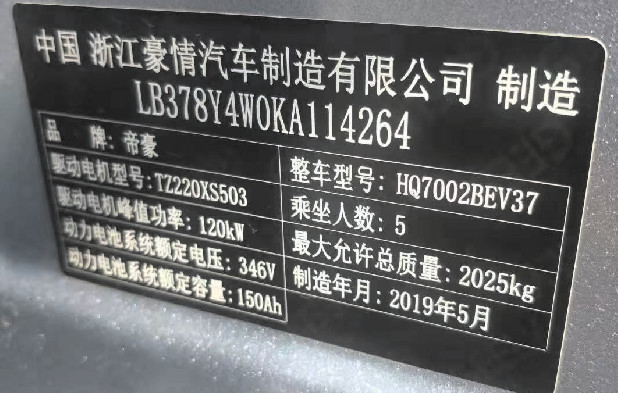 中国 浙江豪情汽车制造有限公司 制造
LB378Y4W0KA114264
品 牌: 帝豪
驱动电机型号: TZ220XS503
驱动电机峰值功率: 120kW
动力电池系统额定电压: 346V
动力电池系统额定容量: 150Ah
整车型号: HQ7002BEV37
乘坐人数: 5
最大允许总质量: 2025kg
制造年月: 2019年5月